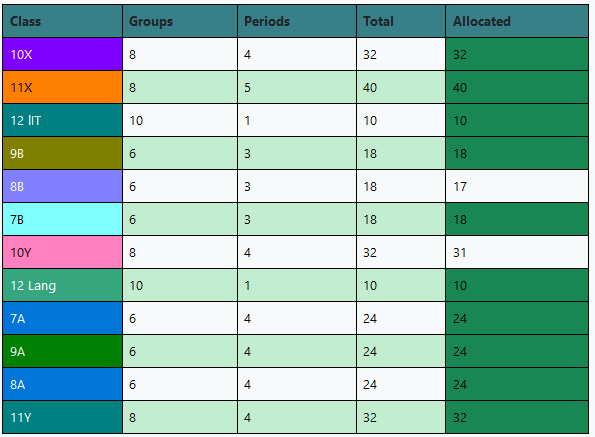 Class Groups Periods Total Allocated
10X 8 4 32 32
11X 8 5 40 40
12 lIT 10 1 10 10
9B 6 3 18 18
8B 6 3 18 17
7B 6 3 18 18
10Y 8 4 32 31
12 Lang 10 1 10 10
7A 6 4 24 24
9A 6 4 24 24
8A 6 4 24 24
11Y 8 4 32 32